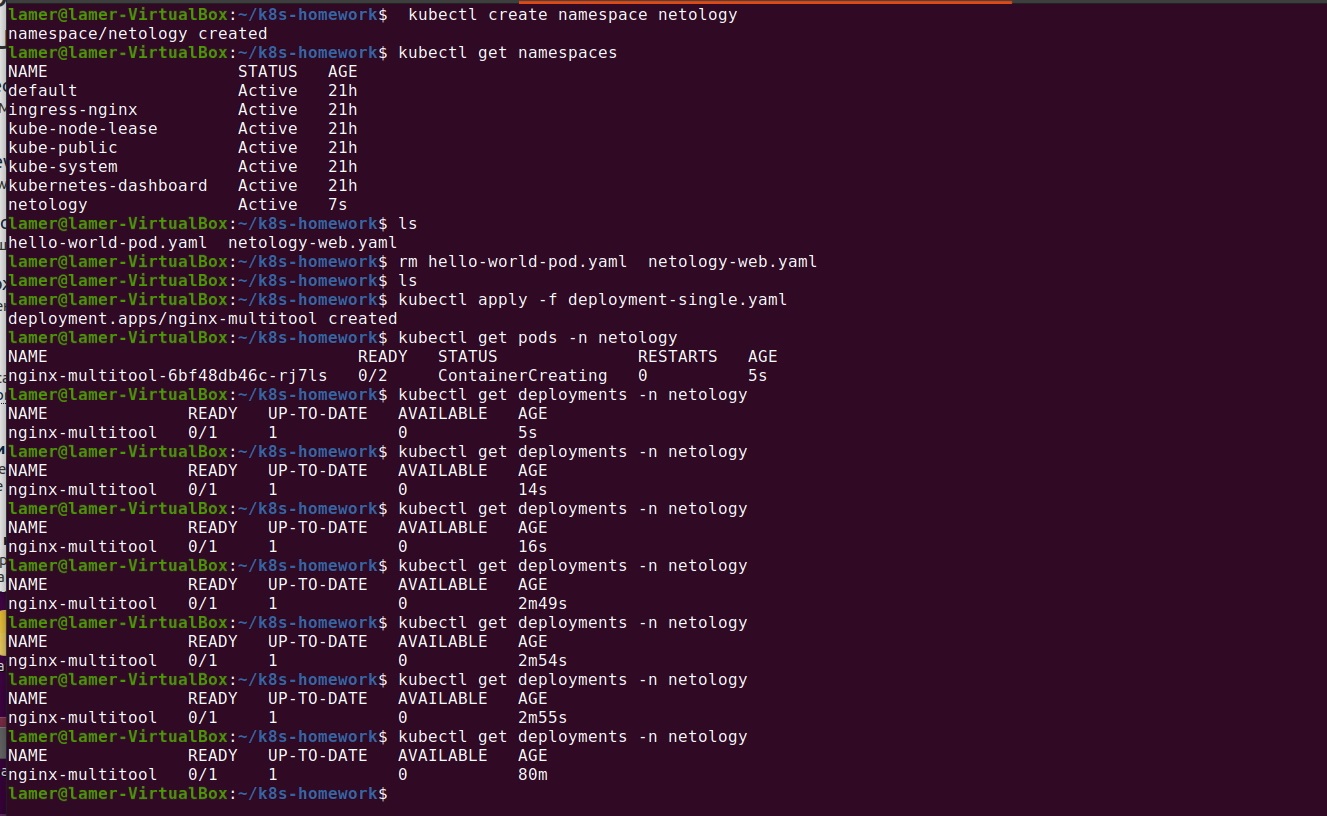 lamer@lamer-VirtualBox:~/k8s-homework$  kubectl create namespace netology
namespace/netology created
lamer@lamer-VirtualBox:~/k8s-homework$ kubectl get namespaces
NAME                   STATUS   AGE
default                Active   21h
ingress-nginx          Active   21h
kube-node-lease        Active   21h
kube-public            Active   21h
kube-system            Active   21h
kubernetes-dashboard   Active   21h
netology               Active   7s
lamer@lamer-VirtualBox:~/k8s-homework$ ls
hello-world-pod.yaml  netology-web.yaml
lamer@lamer-VirtualBox:~/k8s-homework$ rm hello-world-pod.yaml  netology-web.yaml
lamer@lamer-VirtualBox:~/k8s-homework$ ls
lamer@lamer-VirtualBox:~/k8s-homework$ kubectl apply -f deployment-single.yaml
deployment.apps/nginx-multitool created
lamer@lamer-VirtualBox:~/k8s-homework$ kubectl get pods -n netology
NAME                               READY   STATUS              RESTARTS   AGE
nginx-multitool-6bf48db46c-rj7ls   0/2     ContainerCreating   0          5s
lamer@lamer-VirtualBox:~/k8s-homework$ kubectl get deployments -n netology
NAME              READY   UP-TO-DATE   AVAILABLE   AGE
nginx-multitool   0/1     1            0           5s
lamer@lamer-VirtualBox:~/k8s-homework$ kubectl get deployments -n netology
NAME              READY   UP-TO-DATE   AVAILABLE   AGE
nginx-multitool   0/1     1            0           14s
lamer@lamer-VirtualBox:~/k8s-homework$ kubectl get deployments -n netology
NAME              READY   UP-TO-DATE   AVAILABLE   AGE
nginx-multitool   0/1     1            0           16s
lamer@lamer-VirtualBox:~/k8s-homework$ kubectl get deployments -n netology
NAME              READY   UP-TO-DATE   AVAILABLE   AGE
nginx-multitool   0/1     1            0           2m49s
lamer@lamer-VirtualBox:~/k8s-homework$ kubectl get deployments -n netology
NAME              READY   UP-TO-DATE   AVAILABLE   AGE
nginx-multitool   0/1     1            0           2m54s
lamer@lamer-VirtualBox:~/k8s-homework$ kubectl get deployments -n netology
NAME              READY   UP-TO-DATE   AVAILABLE   AGE
nginx-multitool   0/1     1            0           2m55s
lamer@lamer-VirtualBox:~/k8s-homework$ kubectl get deployments -n netology
NAME              READY   UP-TO-DATE   AVAILABLE   AGE
nginx-multitool   0/1     1            0           80m
lamer@lamer-VirtualBox:~/k8s-homework$